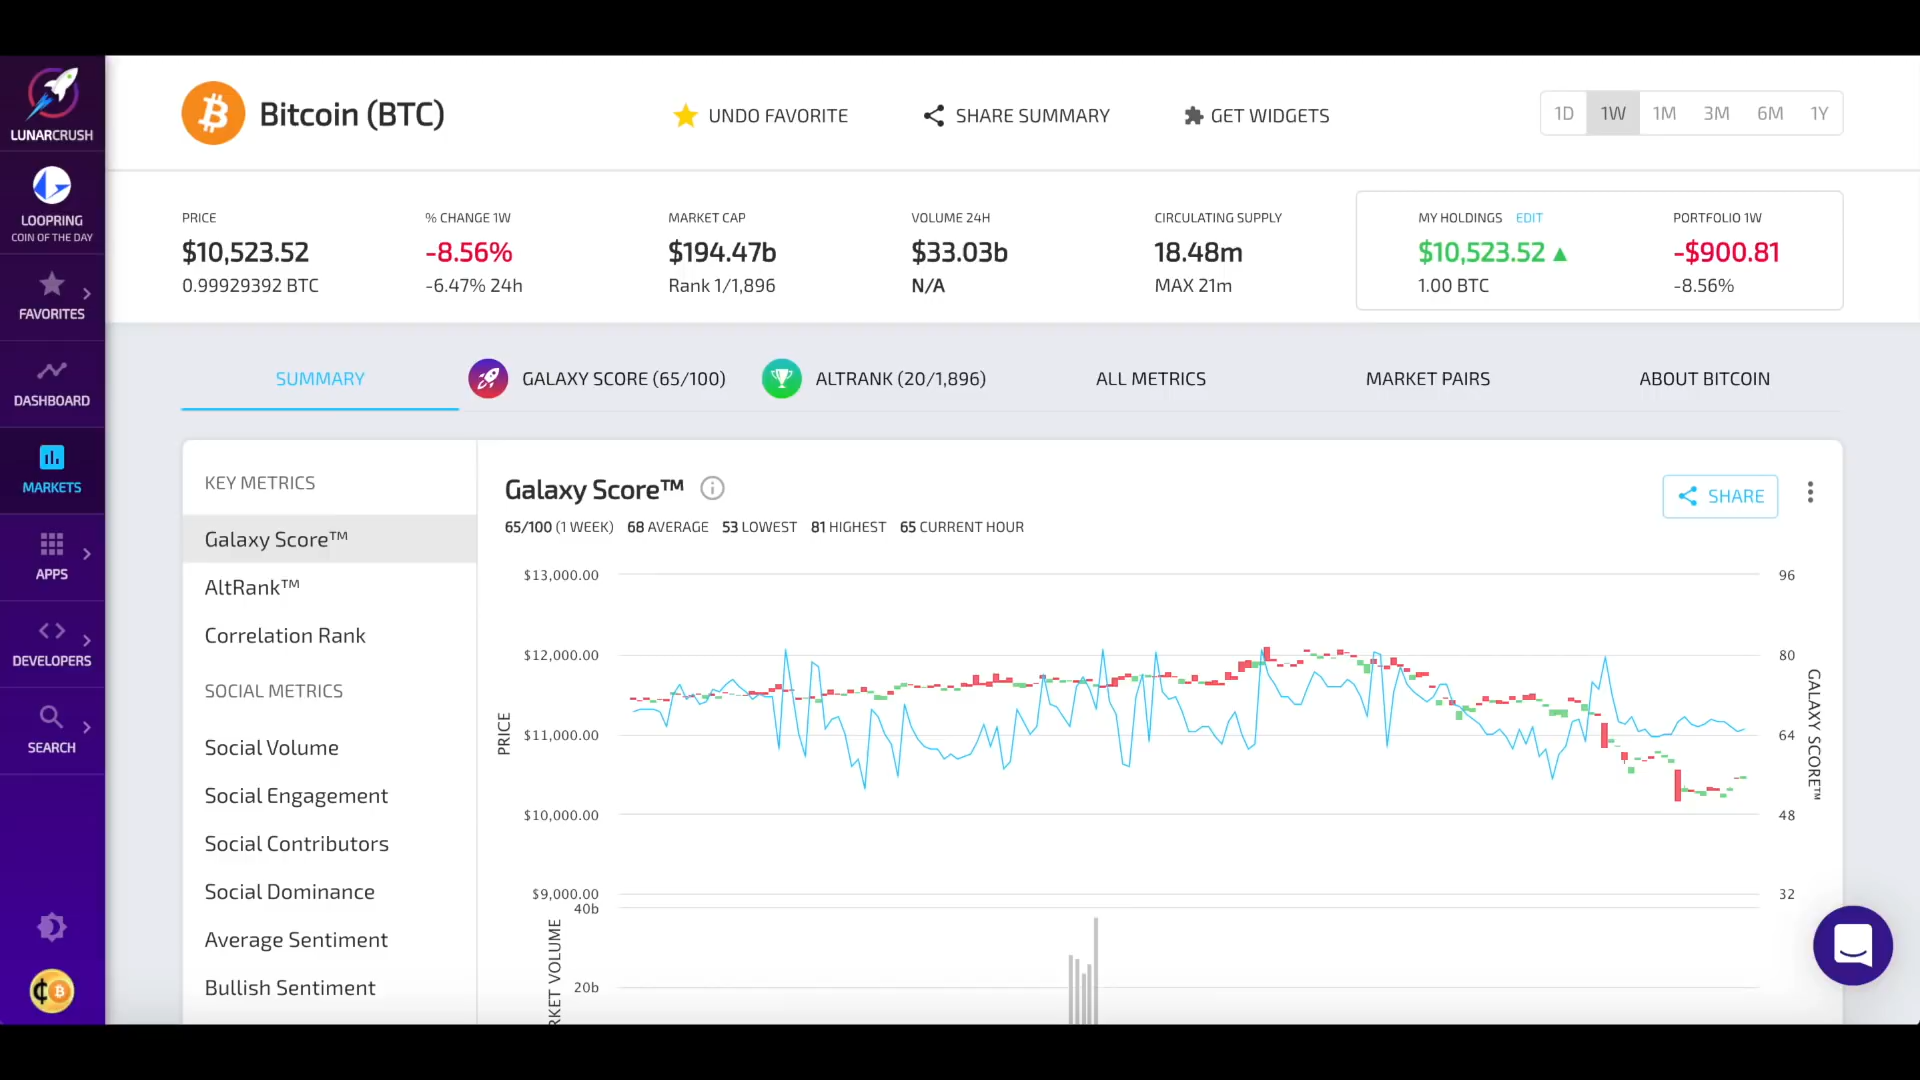 LUNARCRUSH
LOOPRING
COIN OF THE DAY
FAVORITES
DASHBOARD
MARKETS
APPS
DEVELOPERS
SEARCH
Bitcoin (BTC)
UNDO FAVORITE
SHARE SUMMARY
GET WIDGETS
1D 1W 1M 3M 6M 1Y
PRICE
$10,523.52
0.99929392 BTC
% CHANGE 1W
-8.56%
-6.47% 24h
MARKET CAP
$194.47b
Rank 1/1,896
VOLUME 24H
$33.03b
N/A
CIRCULATING SUPPLY
18.48m
MAX 21m
MY HOLDINGS EDIT
$10,523.52
1.00 BTC
PORTFOLIO 1W
-$900.81
-8.56%
SUMMARY
GALAXY SCORE (65/100)
ALTRANK (20/1,896)
ALL METRICS
MARKET PAIRS
ABOUT BITCOIN
KEY METRICS
Galaxy Score™
AltRank™
Correlation Rank
SOCIAL METRICS
Social Volume
Social Engagement
Social Contributors
Social Dominance
Average Sentiment
Bullish Sentiment
Galaxy Score™
SHARE
65/100 (1 WEEK) 68 AVERAGE 53 LOWEST 81 HIGHEST 65 CURRENT HOUR
$13,000.00
$12,000.00
$11,000.00
$10,000.00
$9,000.00
PRICE
96
80
64
48
32
GALAXY SCORE™
40b
20b
RKET VOLUME